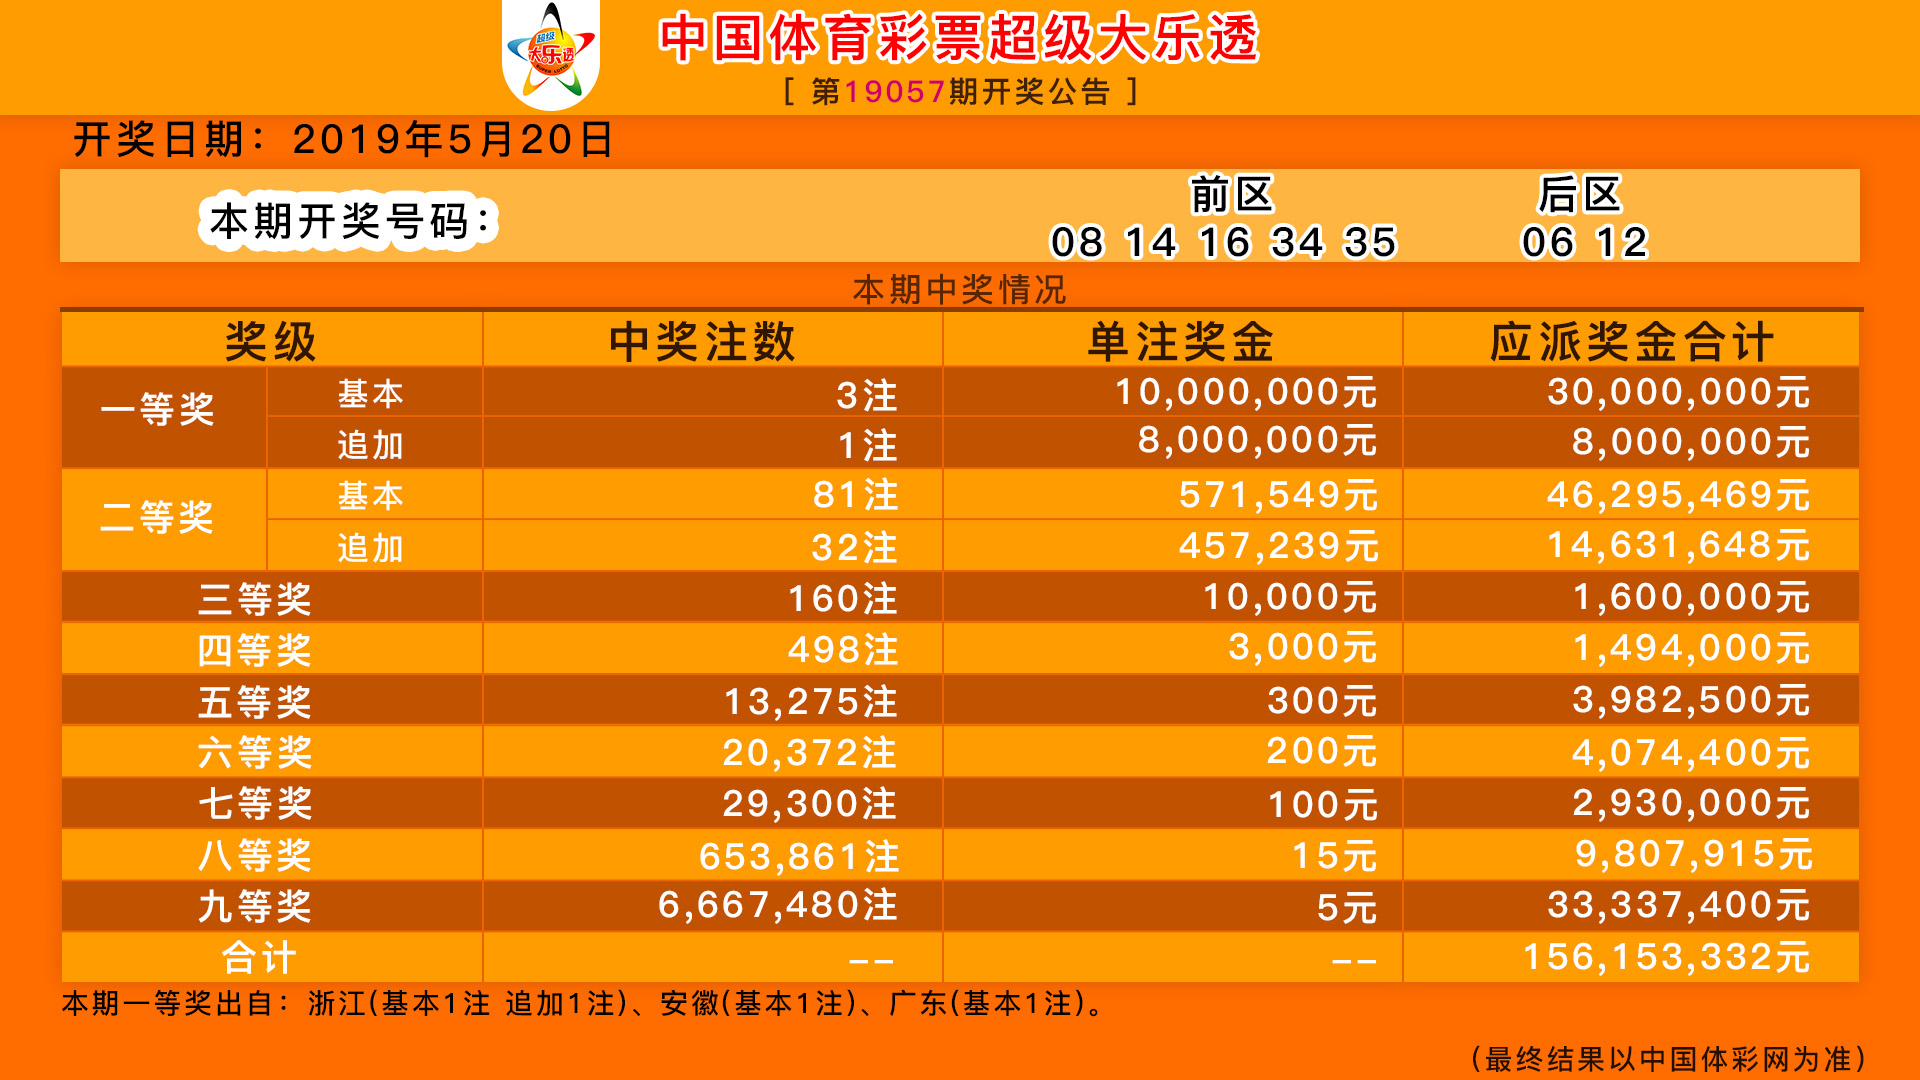 超级
大乐透
SUPER LOTTO
中国体育彩票超级大乐透
[ 第19057期开奖公告 ]
开奖日期：2019年5月20日
前区 后区
本期开奖号码：
08 14 16 34 35 06 12
本期中奖情况
奖级 中奖注数 单注奖金 应派奖金合计
一等奖 基本 3注 10,000,000元 30,000,000元
追加 1注 8,000,000元 8,000,000元
二等奖 基本 81注 571,549元 46,295,469元
追加 32注 457,239元 14,631,648元
三等奖 160注 10,000元 1,600,000元
四等奖 498注 3,000元 1,494,000元
五等奖 13,275注 300元 3,982,500元
六等奖 20,372注 200元 4,074,400元
七等奖 29,300注 100元 2,930,000元
八等奖 653,861注 15元 9,807,915元
九等奖 6,667,480注 5元 33,337,400元
合计 -- -- 156,153,332元
本期一等奖出自：浙江(基本1注 追加1注)、安徽(基本1注)、广东(基本1注)。
(最终结果以中国体彩网为准)